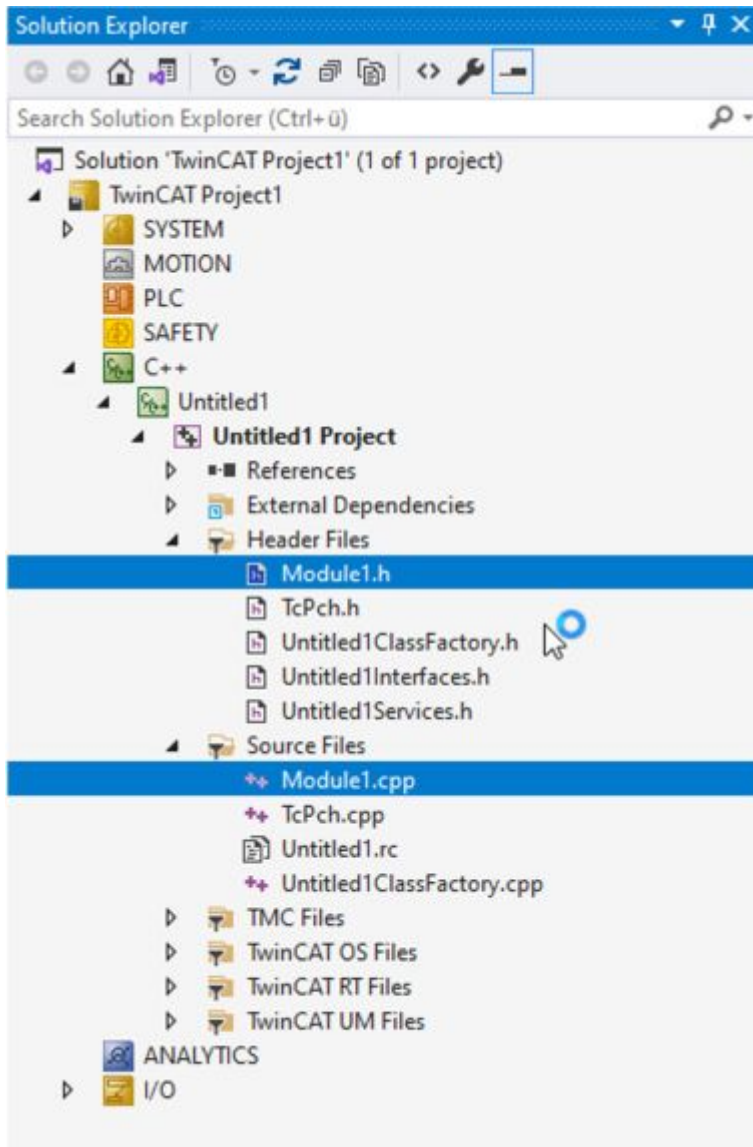 Solution Explorer
Search Solution Explorer (Ctrl+ü)
Solution 'TwinCAT Project1' (1 of 1 project)
TwinCAT Project1
SYSTEM
MOTION
PLC
SAFETY
C++
Untitled1
Untitled1 Project
References
External Dependencies
Header Files
Module1.h
TcPch.h
Untitled1ClassFactory.h
Untitled1Interfaces.h
Untitled1Services.h
Source Files
Module1.cpp
TcPch.cpp
Untitled1.rc
Untitled1ClassFactory.cpp
TMC Files
TwinCAT OS Files
TwinCAT RT Files
TwinCAT UM Files
ANALYTICS
I/O